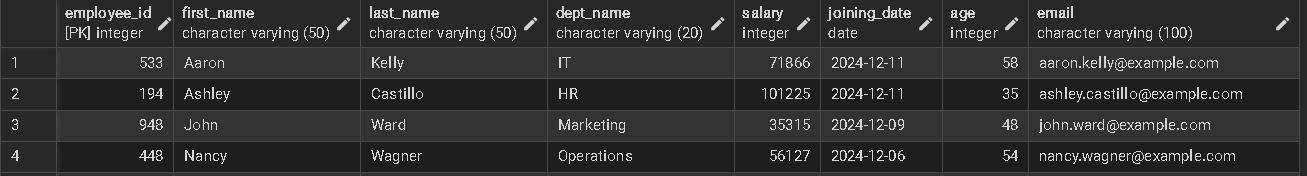 employee_id first_name last_name dept_name salary joining_date age email
[PK] integer character varying (50) character varying (50) character varying (20) integer date integer character varying (100)
1 533 Aaron Kelly IT 71866 2024-12-11 58 aaron.kelly@example.com
2 194 Ashley Castillo HR 101225 2024-12-11 35 ashley.castillo@example.com
3 948 John Ward Marketing 35315 2024-12-09 48 john.ward@example.com
4 448 Nancy Wagner Operations 56127 2024-12-06 54 nancy.wagner@example.com